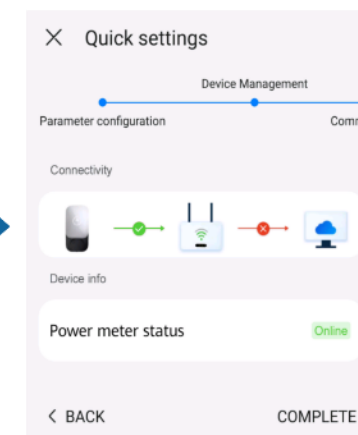 Quick settings
Device Management
Parameter configuration
Connectivity
Device info
Power meter status Online
< BACK COMPLETE